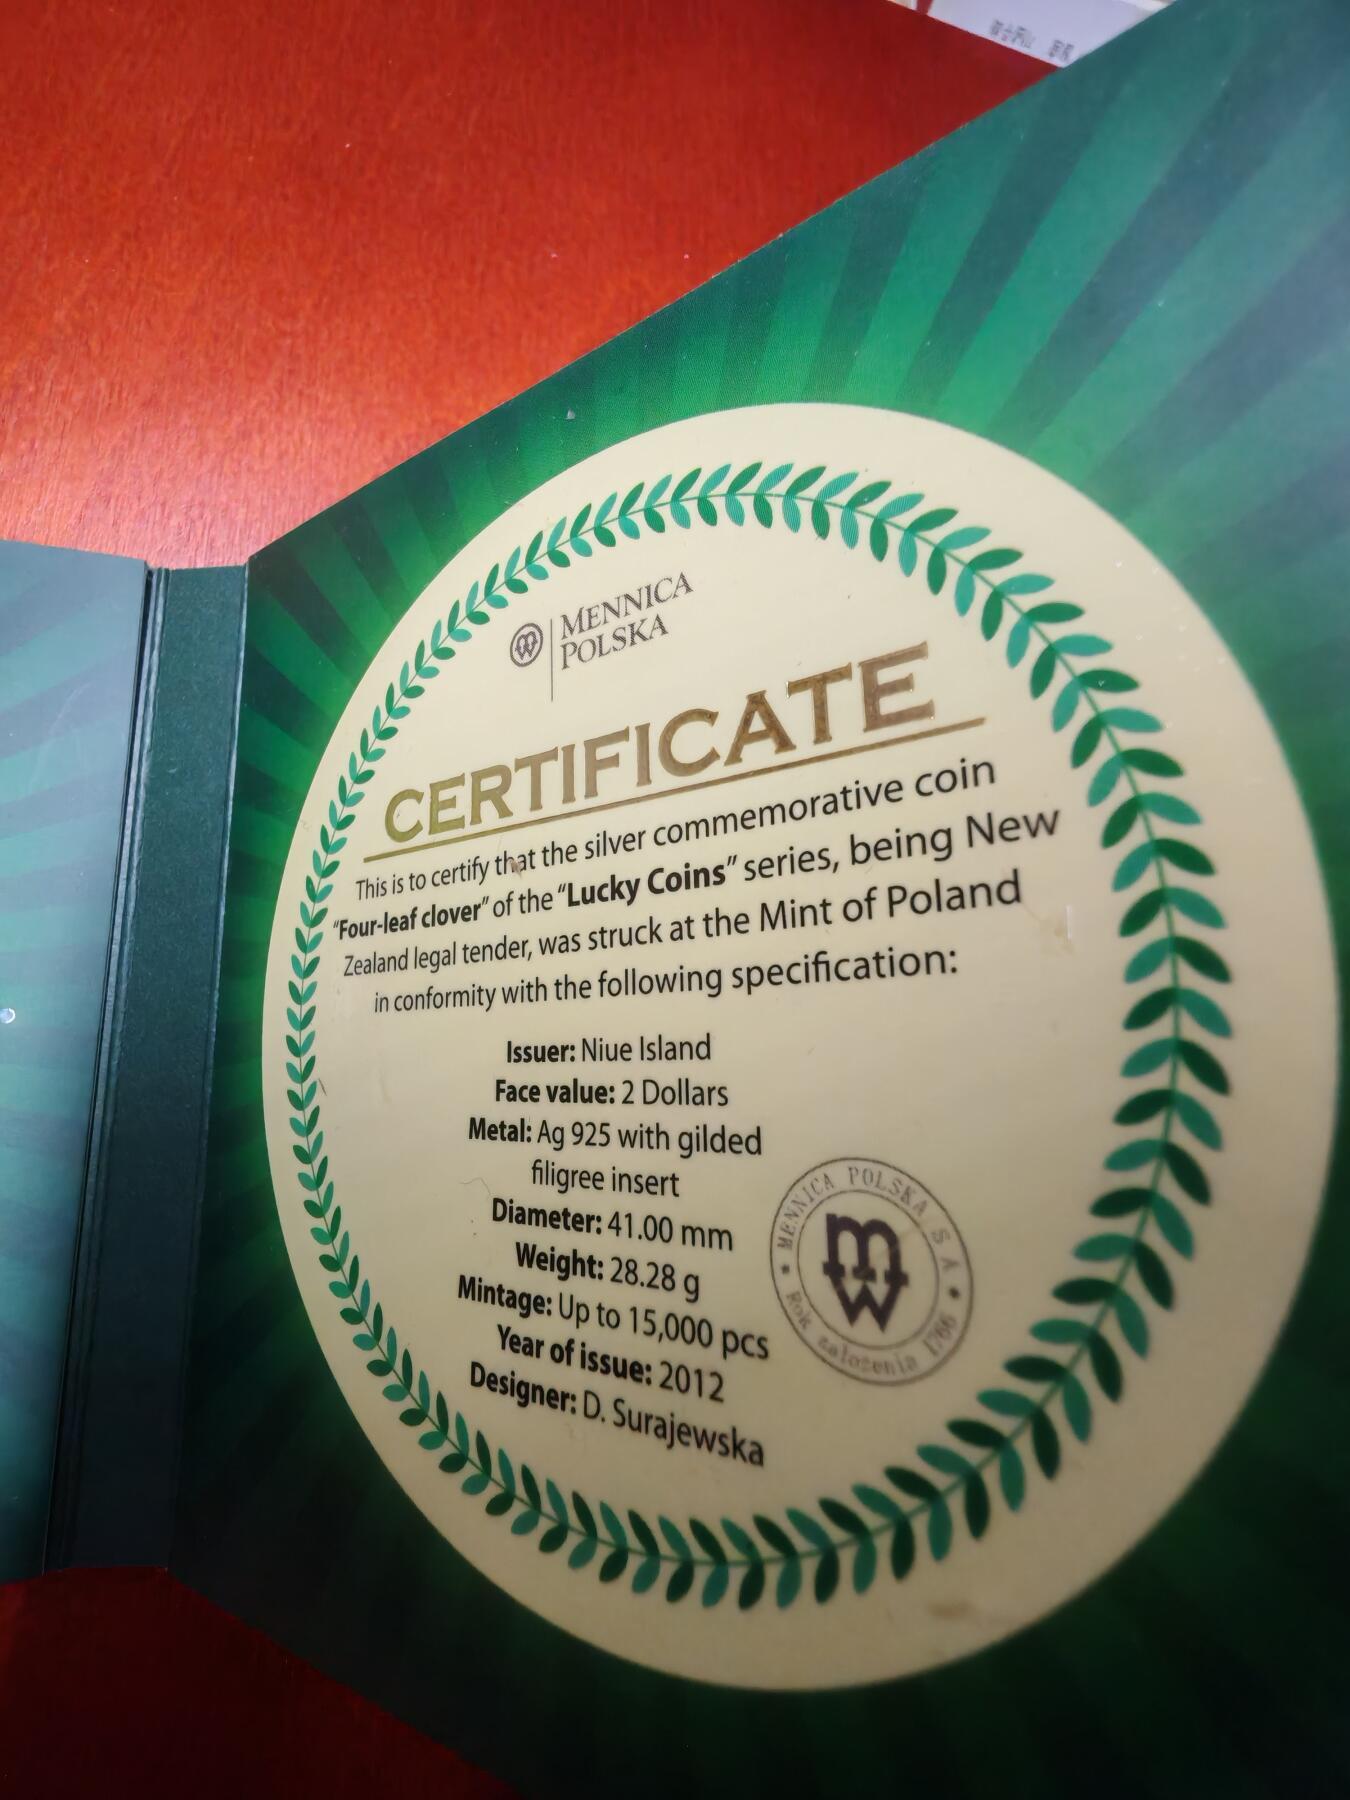 MENNICA
POLSKA
CERTIFICATE
This is to certify that the silver commemorative coin
"Four-leaf clover" of the "Lucky Coins" series, being New
Zealand legal tender, was struck at the Mint of Poland
in conformity with the following specification:
Issuer: Niue Island
Face value: 2 Dollars
Metal: Ag 925 with gilded
filigree insert
Diameter: 41.00 mm
Weight: 28.28 g
Mintage: Up to 15,000 pcs
Year of issue: 2012
Designer: D. Surajewska
MENNICA POLSKA S A
Rok założenia 1766